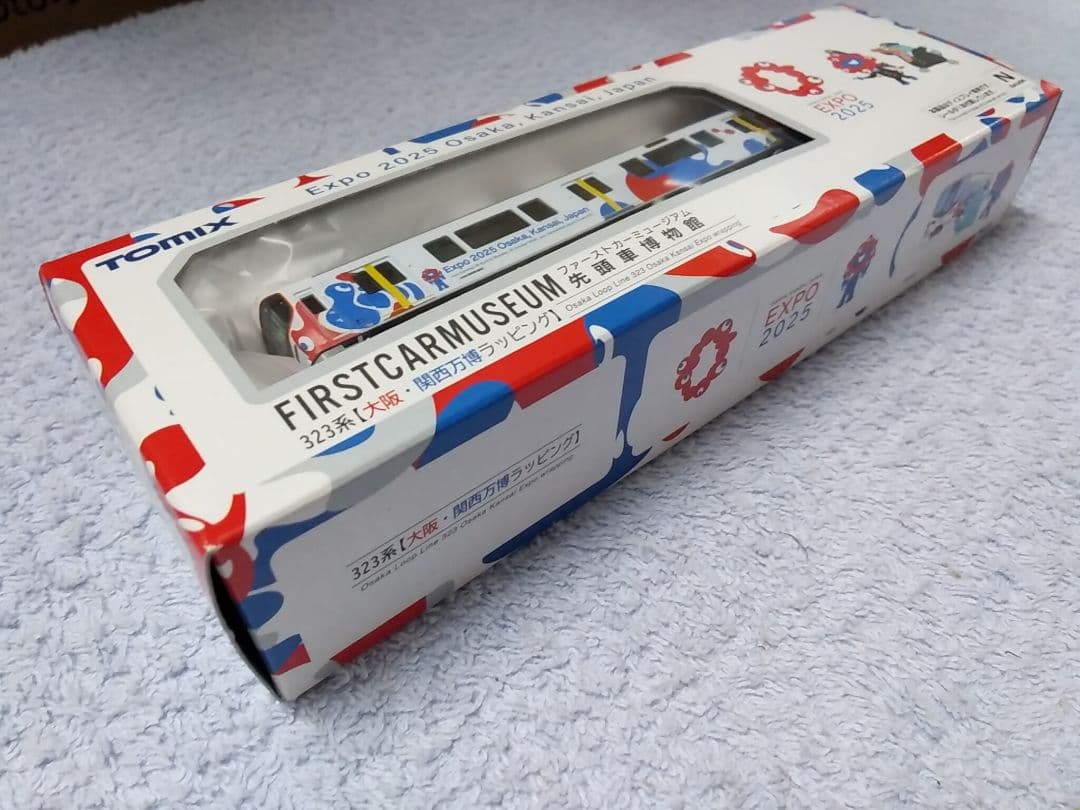 Expo 2025 Osaka, Kansai, Japan
TOMIX
EXPO
2025
N
Expo 2025 Osaka, Kansai, Japan
FIRSTCARMUSEUM
ファーストカーミュージアム
先頭車博物館
323系【大阪・関西万博ラッピング】
Osaka Loop Line 323 Osaka Kansai Expo wrapping
EXPO
2025
323系【大阪・関西万博ラッピング】
Osaka Loop Line 323 Osaka Kansai Expo wrapping